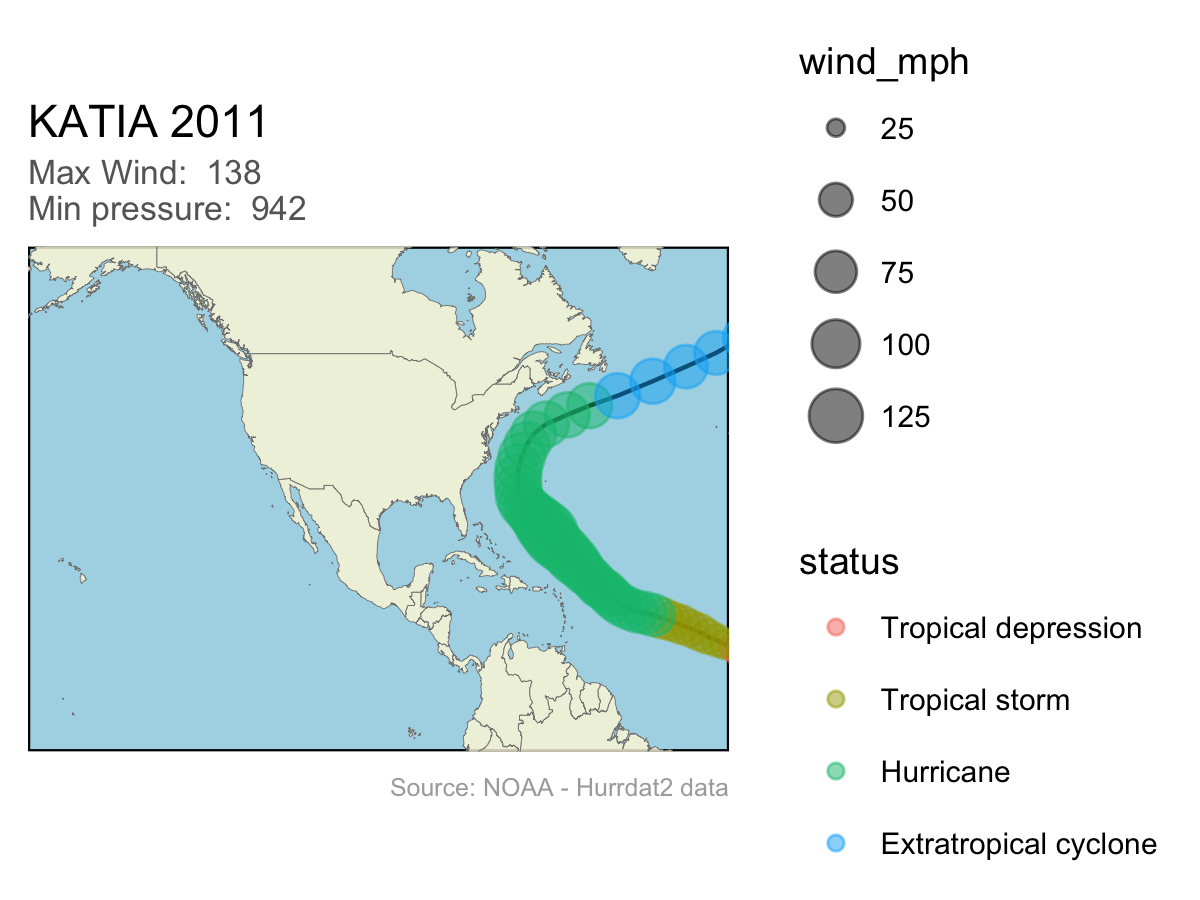 KATIA 2011
Max Wind:  138
Min pressure:  942
Source: NOAA - Hurrdat2 data
wind_mph
25
50
75
100
125
status
Tropical depression
Tropical storm
Hurricane
Extratropical cyclone